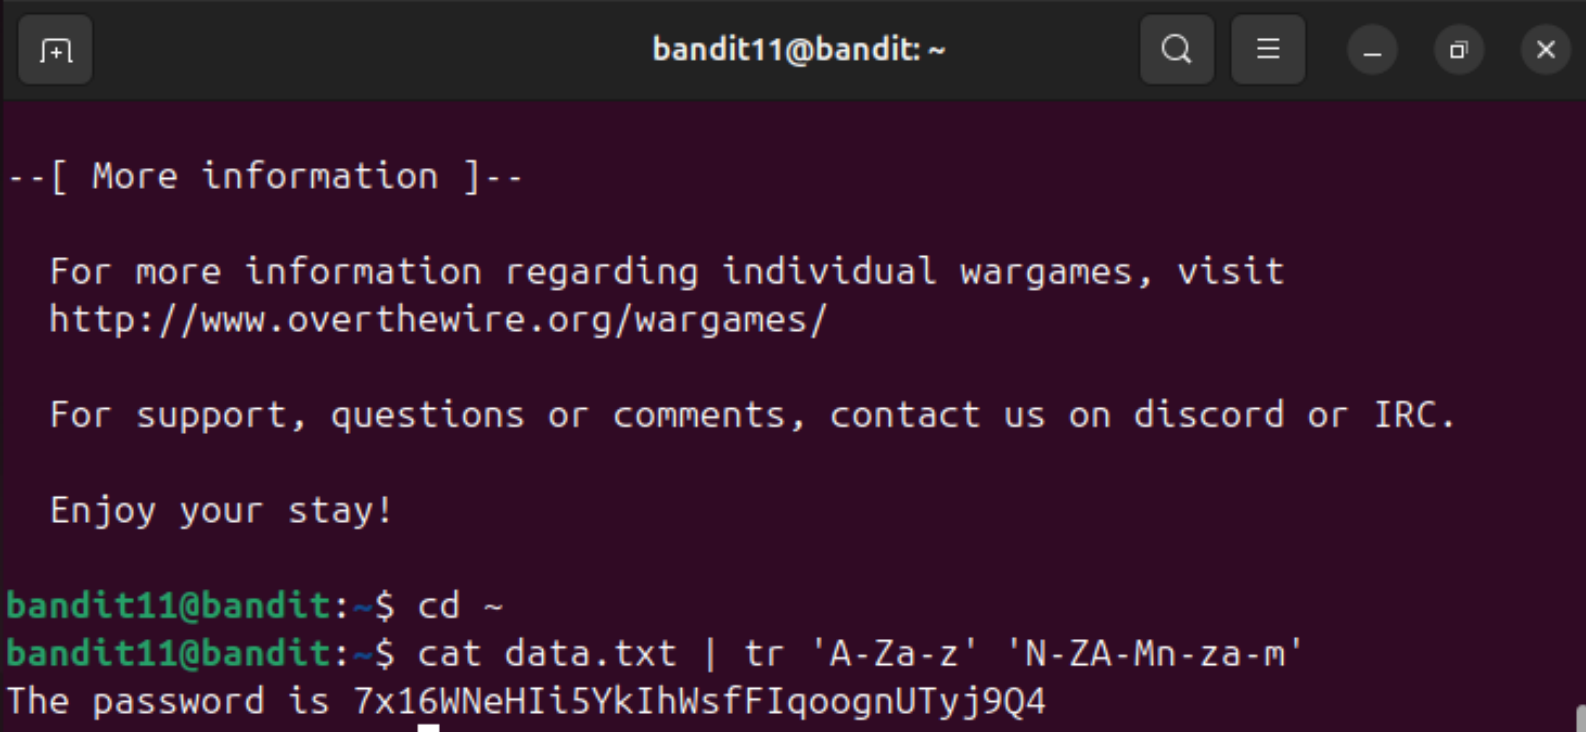 bandit11@bandit: ~
--[ More information ]--
For more information regarding individual wargames, visit
http://www.overthewire.org/wargames/
For support, questions or comments, contact us on discord or IRC.
Enjoy your stay!
bandit11@bandit:~$ cd ~
bandit11@bandit:~$ cat data.txt | tr 'A-Za-z' 'N-ZA-Mn-za-m'
The password is 7x16WNeHIi5YkIhWsfFIqoognUTyj9Q4